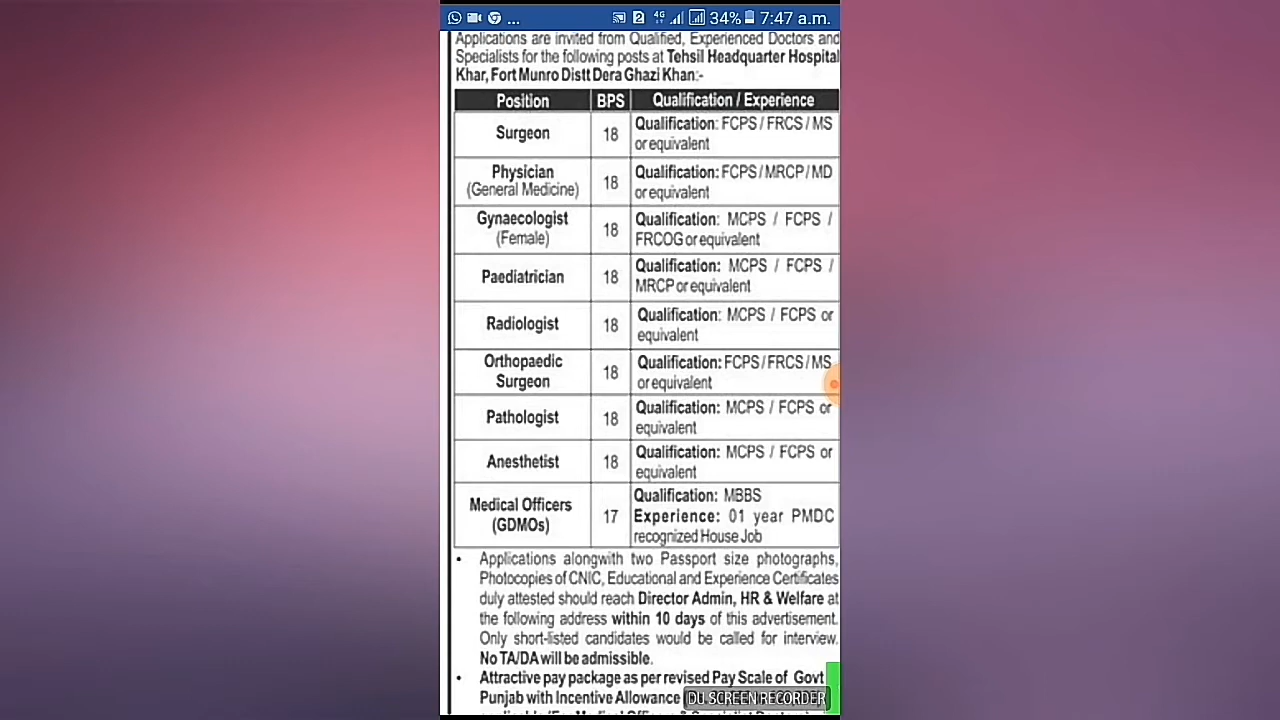 ... 2 4G 34% 7:47 a.m.
Applications are invited from Qualified, Experienced Doctors and
Specialists for the following posts at Tehsil Headquarter Hospital
Khar, Fort Munro Distt Dera Ghazi Khan:-
Position BPS Qualification / Experience
Surgeon 18 Qualification: FCPS / FRCS / MS
or equivalent
Physician
(General Medicine) 18 Qualification: FCPS / MRCP / MD
or equivalent
Gynaecologist
(Female) 18 Qualification: MCPS / FCPS /
FRCOG or equivalent
Paediatrician 18 Qualification: MCPS / FCPS /
MRCP or equivalent
Radiologist 18 Qualification: MCPS / FCPS or
equivalent
Orthopaedic
Surgeon 18 Qualification: FCPS / FRCS / MS
or equivalent
Pathologist 18 Qualification: MCPS / FCPS or
equivalent
Anesthetist 18 Qualification: MCPS / FCPS or
equivalent
Medical Officers
(GDMOs) 17 Qualification: MBBS
Experience: 01 year PMDC
recognized House Job
• Applications alongwith two Passport size photographs,
Photocopies of CNIC, Educational and Experience Certificates
duly attested should reach Director Admin, HR & Welfare at
the following address within 10 days of this advertisement.
Only short-listed candidates would be called for interview.
No TA/DA will be admissible.
• Attractive pay package as per revised Pay Scale of Govt
Punjab with Incentive Allowance
DU SCREEN RECORDER